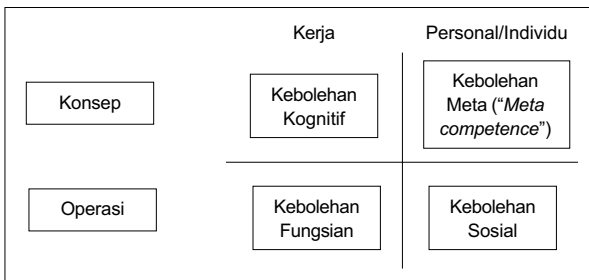 Kerja
Personal/Individu
Konsep
Kebolehan
Kognitif
Kebolehan
Meta (“Meta
competence”)
Operasi
Kebolehan
Fungsian
Kebolehan
Sosial